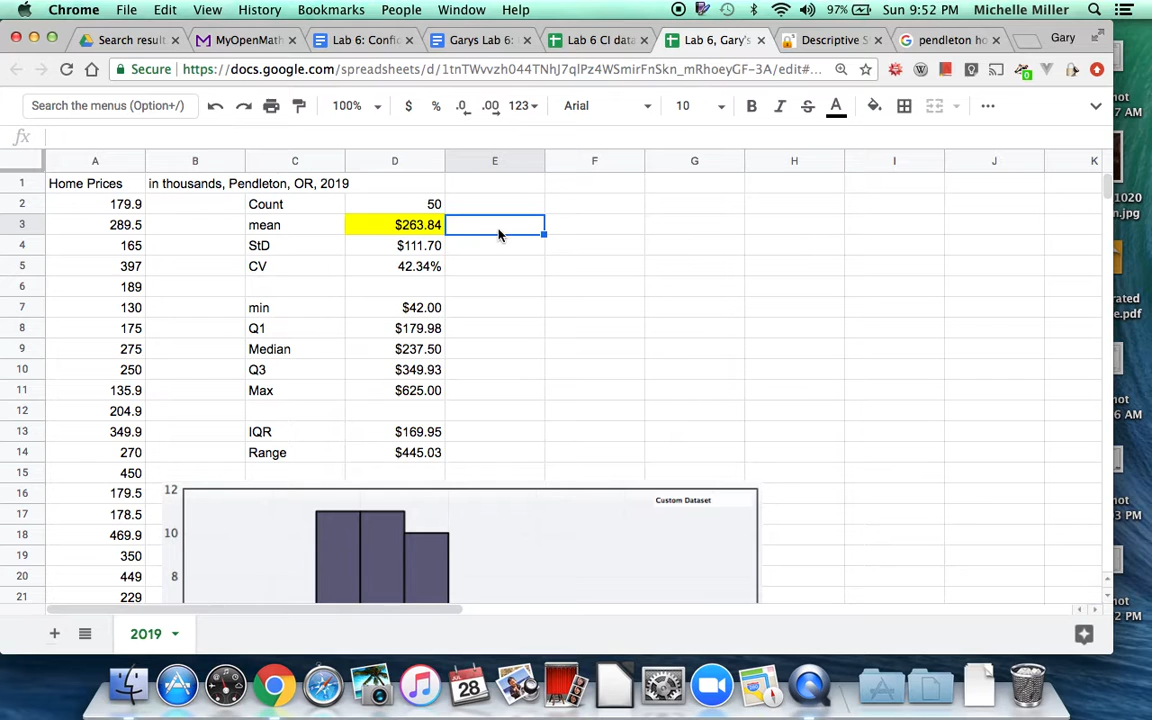 Chrome File Edit View History Bookmarks People Window Help 97% Sun 9:52 PM Michelle Miller
Search result MyOpenMath Lab 6: Confid Garys Lab 6: Lab 6 CI data Lab 6, Gary's Descriptive S pendleton ho Gary
Secure https://docs.google.com/spreadsheets/d/1tnTWvvzh044TNhJ7qlPz4WSmirFnSkn_mRhoeyGF-3A/edit#...
Search the menus (Option+/) 100% $ % .0 .00 123 Arial 10 B I S A
fx
A B C D E F G H I J K
1 Home Prices in thousands, Pendleton, OR, 2019
2 179.9 Count 50
3 289.5 mean $263.84
4 165 StD $111.70
5 397 CV 42.34%
6 189
7 130 min $42.00
8 175 Q1 $179.98
9 275 Median $237.50
10 250 Q3 $349.93
11 135.9 Max $625.00
12 204.9
13 349.9 IQR $169.95
14 270 Range $445.03
15 450
16 179.5
17 178.5
18 469.9
19 350
20 449
21 229
12
10
8
Custom Dataset
2019
JUL
28